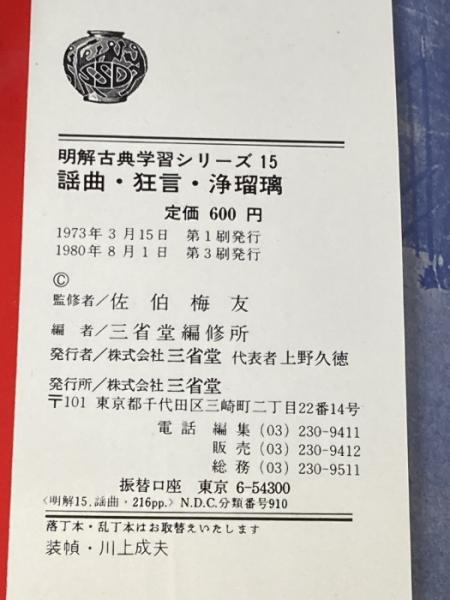 SSD
明解古典学習シリーズ 15
謡曲・狂言・浄瑠璃
定価 600 円
1973年 3 月15日 第1刷発行
1980年 8 月 1 日 第3刷発行
©
監修者/佐伯梅友
編 者/三省堂編修所
発行者/株式会社三省堂 代表者 上野久徳
発行所/株式会社三省堂
〒101 東京都千代田区三崎町二丁目22番14号
電話 編集 (03) 230-9411
販売 (03) 230-9412
総務 (03) 230-9511
振替口座 東京 6-54300
〈明解15. 謡曲・216pp.〉 N.D.C.分類番号910
落丁本・乱丁本はお取替えいたします
装幀・川上成夫